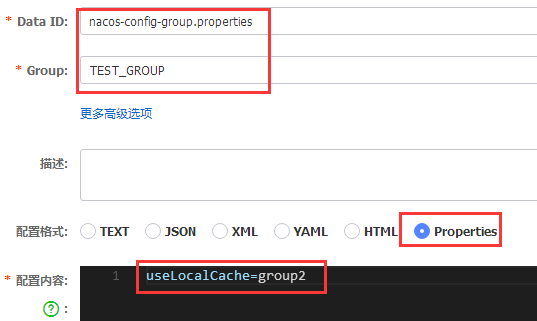 * Data ID: nacos-config-group.properties
* Group: TEST_GROUP
更多高级选项
描述:
配置格式: TEXT JSON XML YAML HTML Properties
* 配置内容: 1 useLocalCache=group2
? :